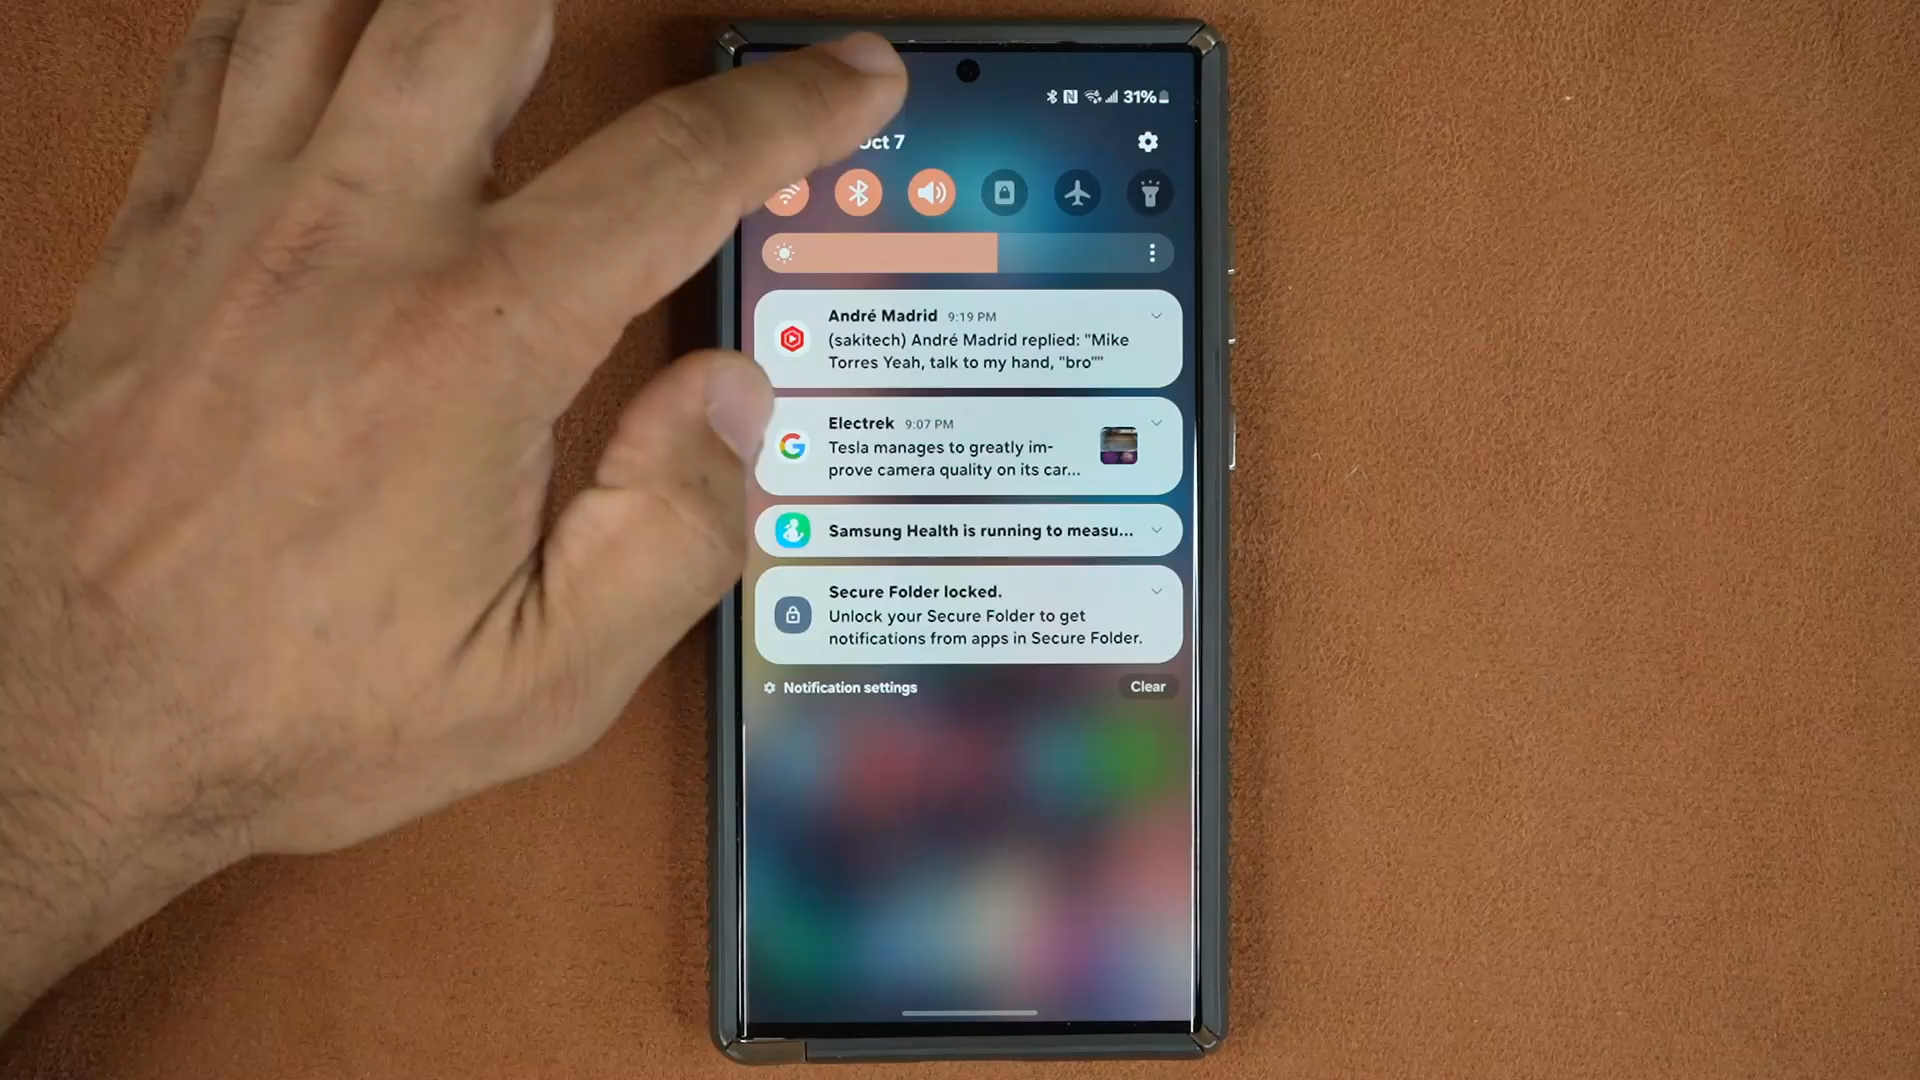 31%
Oct 7
André Madrid 9:19 PM
(sakitech) André Madrid replied: "Mike
Torres Yeah, talk to my hand, "bro""
Electrek 9:07 PM
Tesla manages to greatly im-
prove camera quality on its car...
Samsung Health is running to measu...
Secure Folder locked.
Unlock your Secure Folder to get
notifications from apps in Secure Folder.
Notification settings
Clear